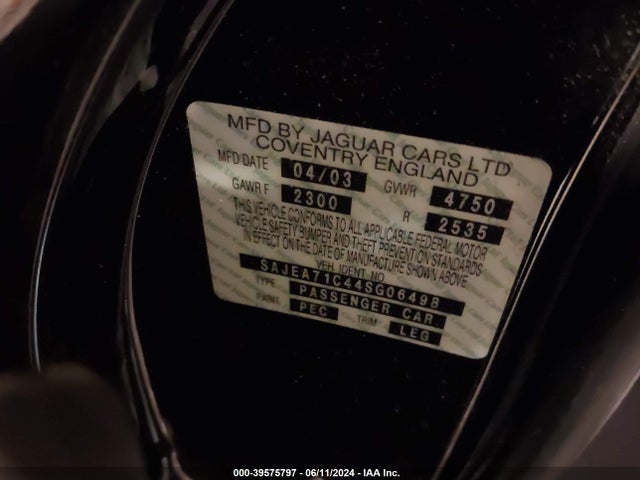 MFD BY JAGUAR CARS LTD
COVENTRY ENGLAND
MFD DATE 04/03 GVWR 4750
GAWR F 2300 R 2535
THIS VEHICLE CONFORMS TO ALL APPLICABLE FEDERAL MOTOR
VEHICLE SAFETY BUMPER AND THEFT PREVENTION STANDARDS
IN EFFECT ON THE DATE OF MANUFACTURE SHOWN ABOVE
VEH IDENT NO
SAJEA71C44SG06498
TYPE PASSENGER CAR.
PAINT PEC TRIM LEG
000-39575797 - 06/11/2024 - IAA Inc.